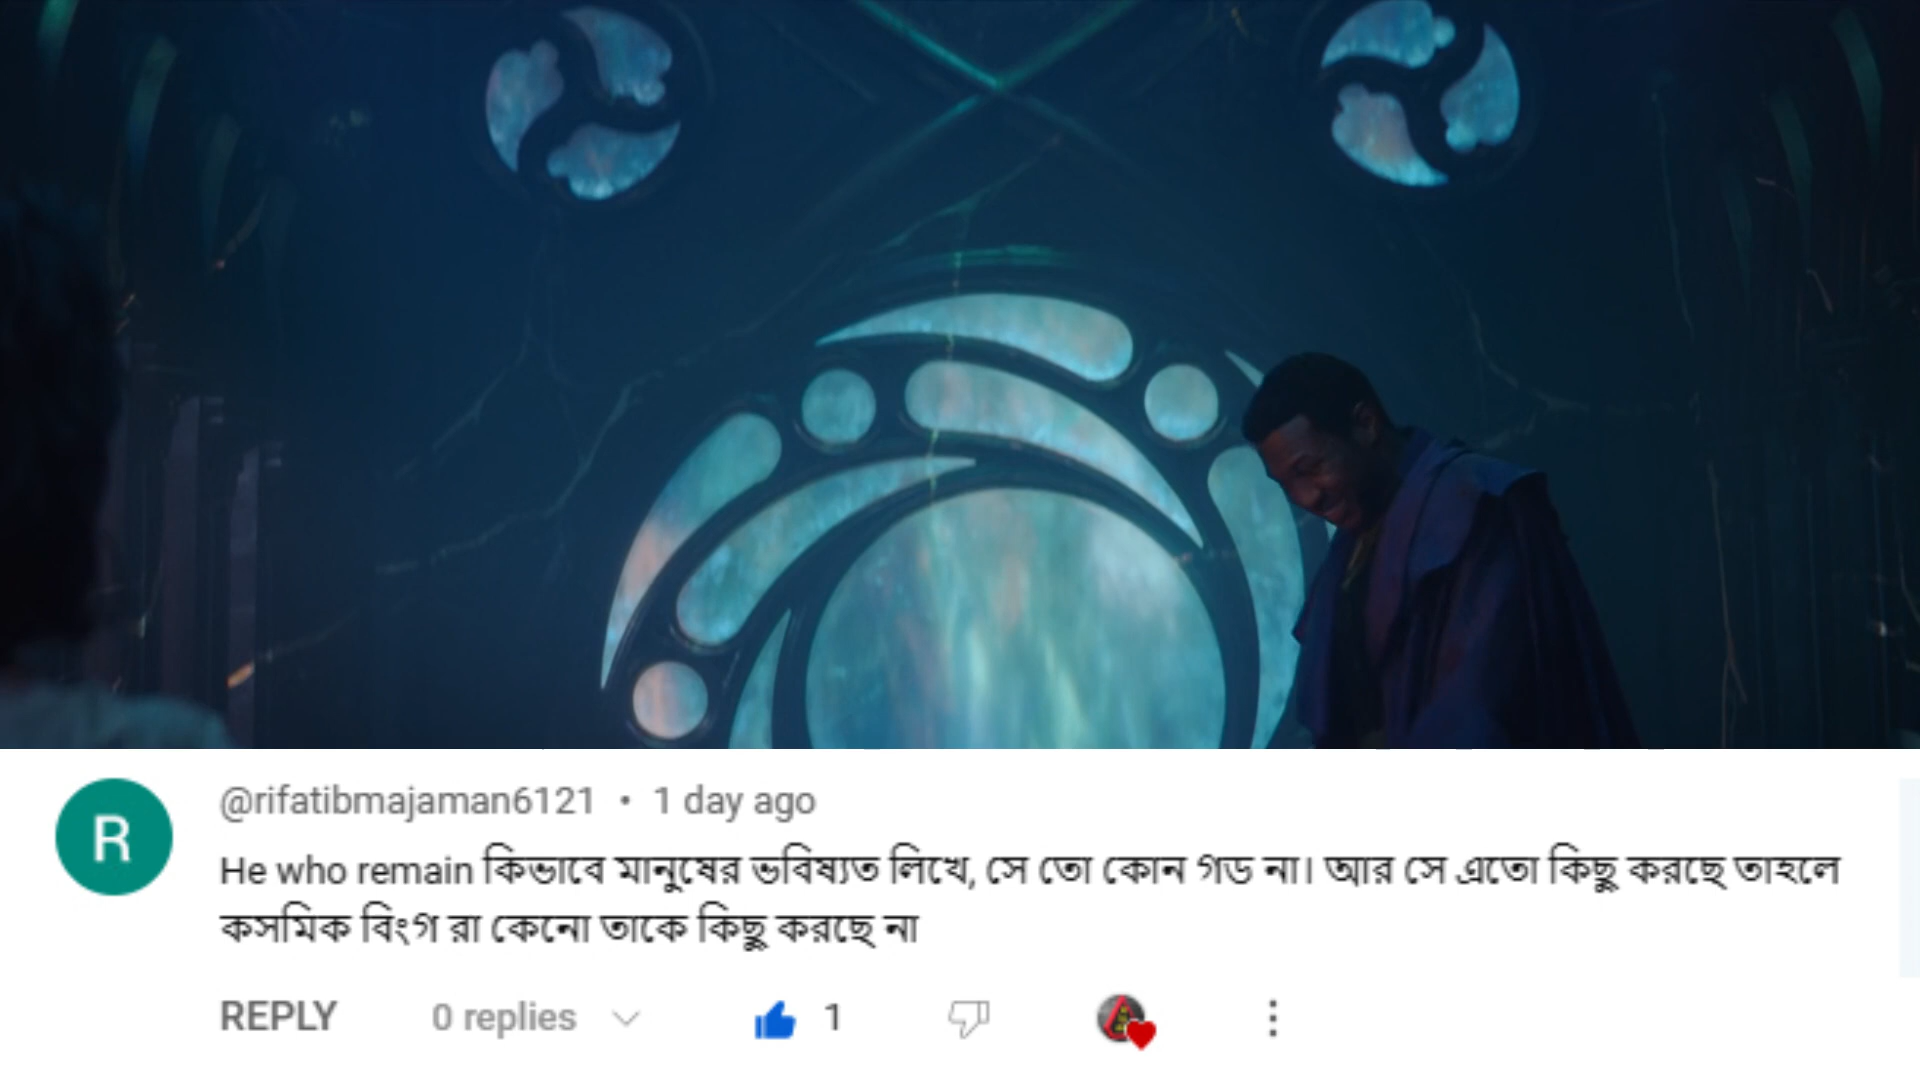 R
@rifatibmajaman6121 • 1 day ago
He who remain কিভাবে মানুষের ভবিষ্যত লিখে, সে তো কোন গড না। আর সে এতো কিছু করছে তাহলে
কসমিক বিংগ রা কেনো তাকে কিছু করছে না
REPLY 0 replies 1